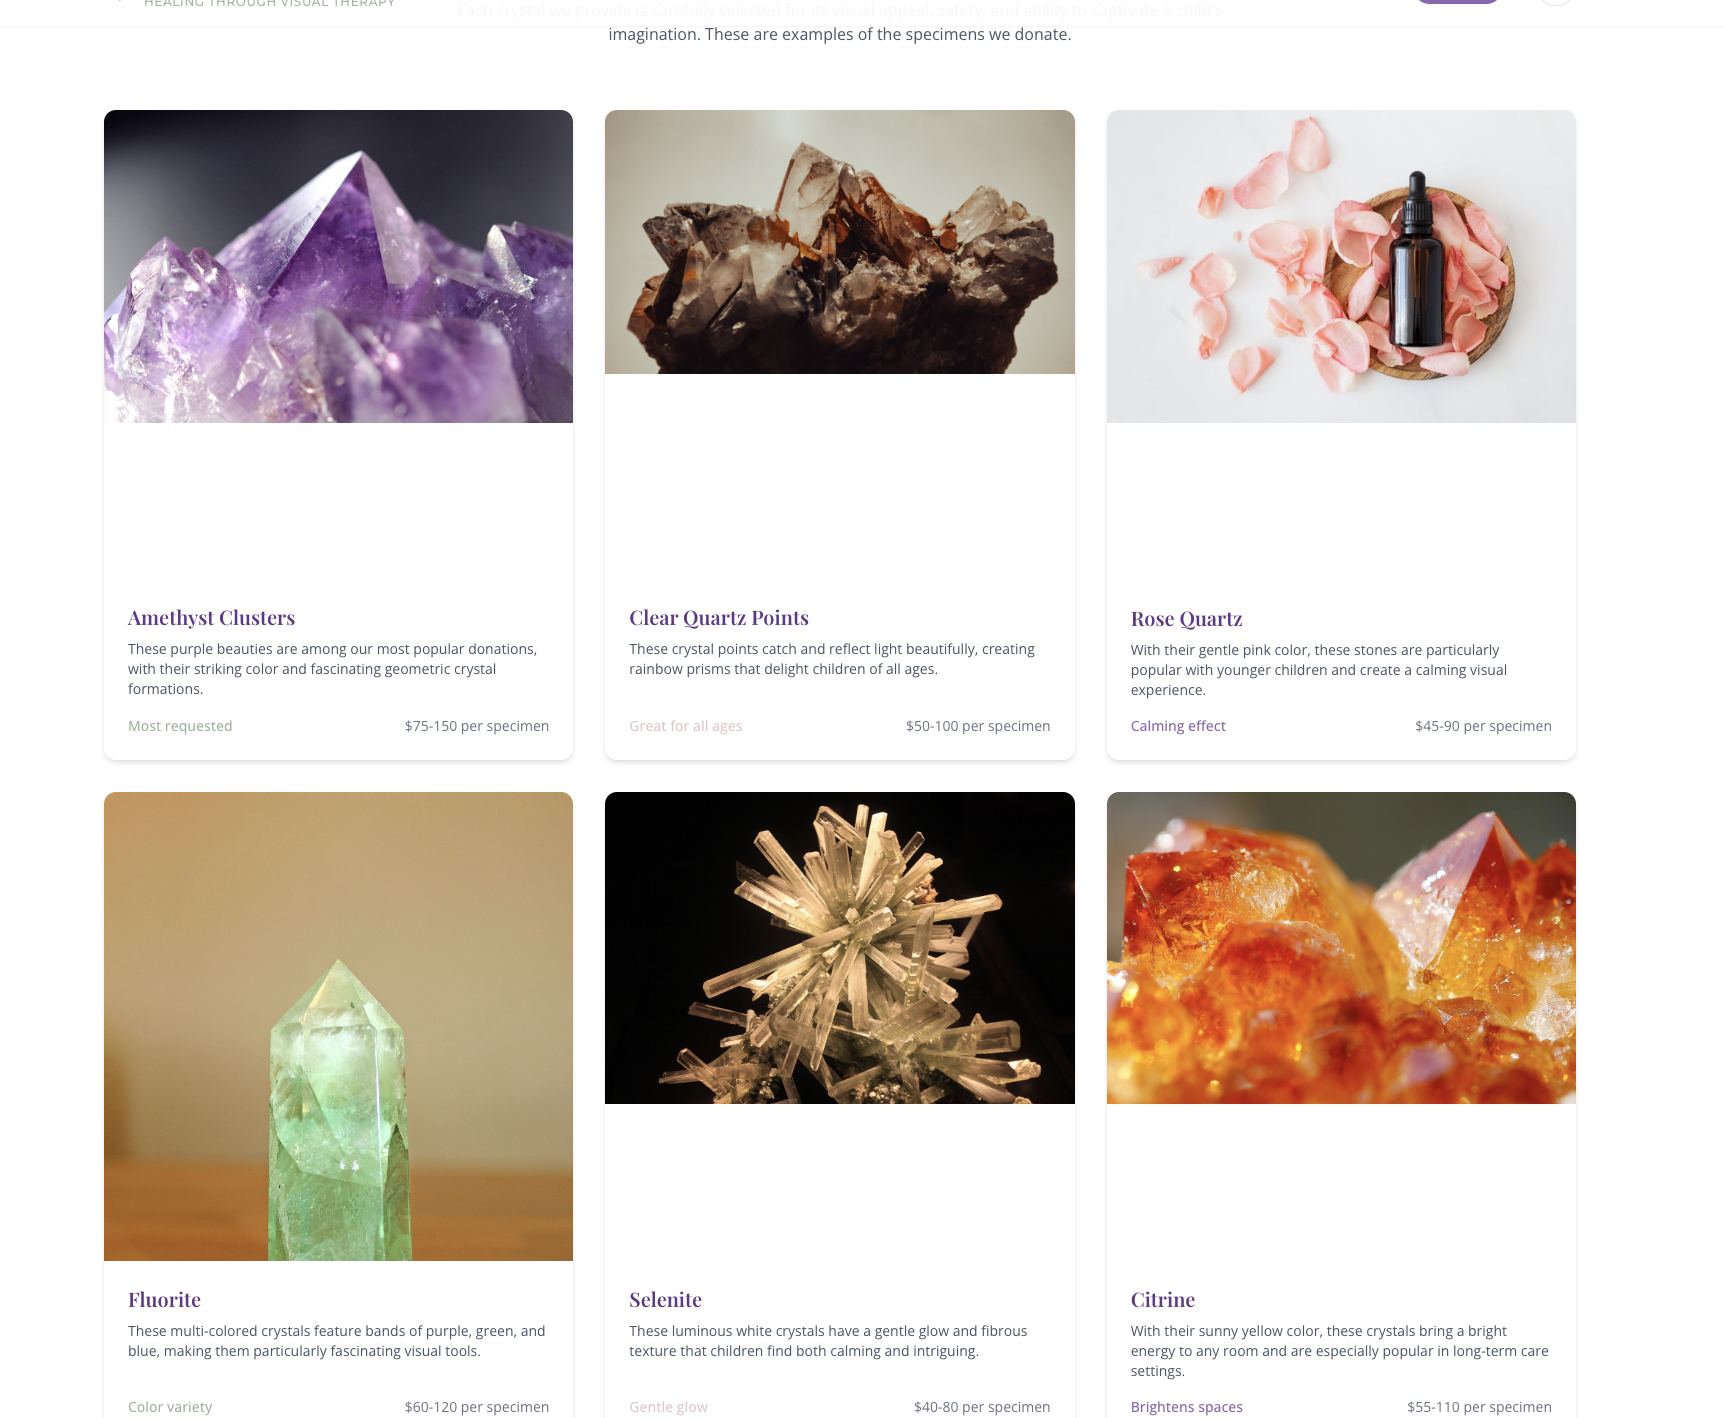 HEALING THROUGH VISUAL THERAPY
Each crystal we provide is carefully selected for its visual appeal, safety, and ability to captivate a child's
imagination. These are examples of the specimens we donate.
Amethyst Clusters
These purple beauties are among our most popular donations,
with their striking color and fascinating geometric crystal
formations.
Most requested
$75-150 per specimen
Clear Quartz Points
These crystal points catch and reflect light beautifully, creating
rainbow prisms that delight children of all ages.
Great for all ages
$50-100 per specimen
Rose Quartz
With their gentle pink color, these stones are particularly
popular with younger children and create a calming visual
experience.
Calming effect
$45-90 per specimen
Fluorite
These multi-colored crystals feature bands of purple, green, and
blue, making them particularly fascinating visual tools.
Color variety
$60-120 per specimen
Selenite
These luminous white crystals have a gentle glow and fibrous
texture that children find both calming and intriguing.
Gentle glow
$40-80 per specimen
Citrine
With their sunny yellow color, these crystals bring a bright
energy to any room and are especially popular in long-term care
settings.
Brightens spaces
$55-110 per specimen